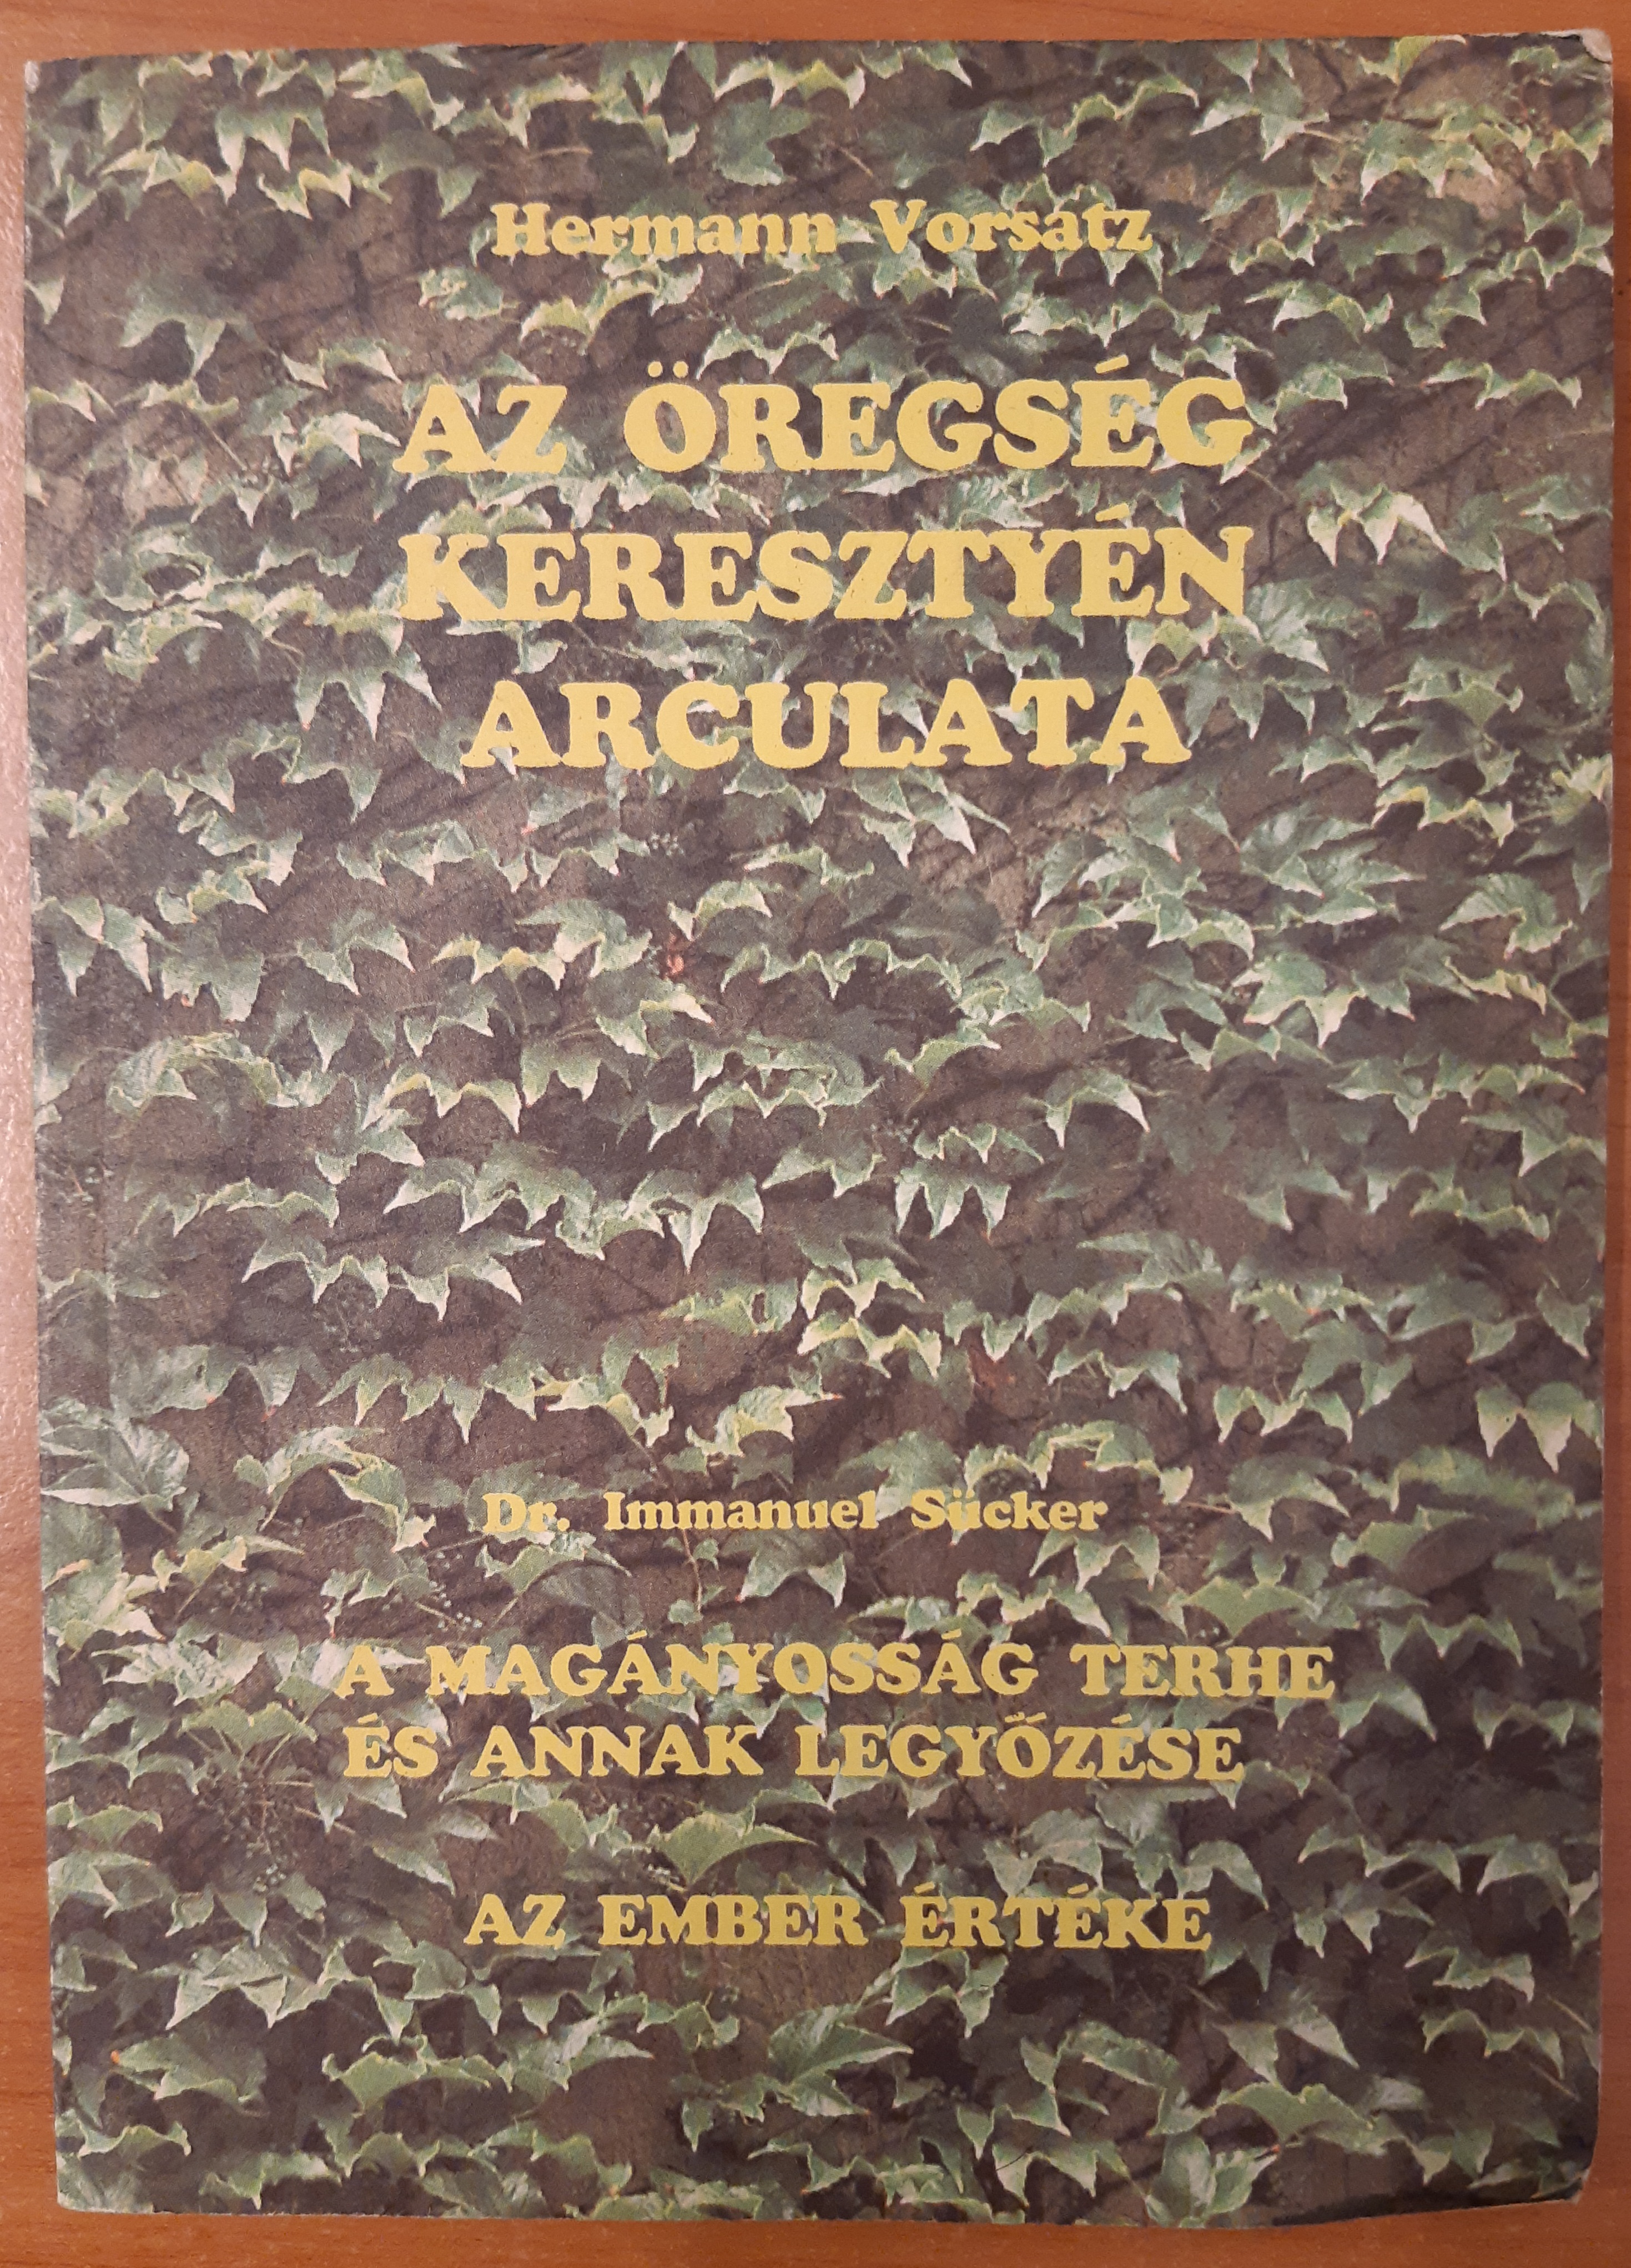 Hermann Vorsatz
AZ ÖREGSÉG
KERESZTYÉN
ARCULATA
Dr. Immanuel Sücker
A MAGÁNYOSSÁG TERHE
ÉS ANNAK LEGYŐZÉSE
AZ EMBER ÉRTÉKE